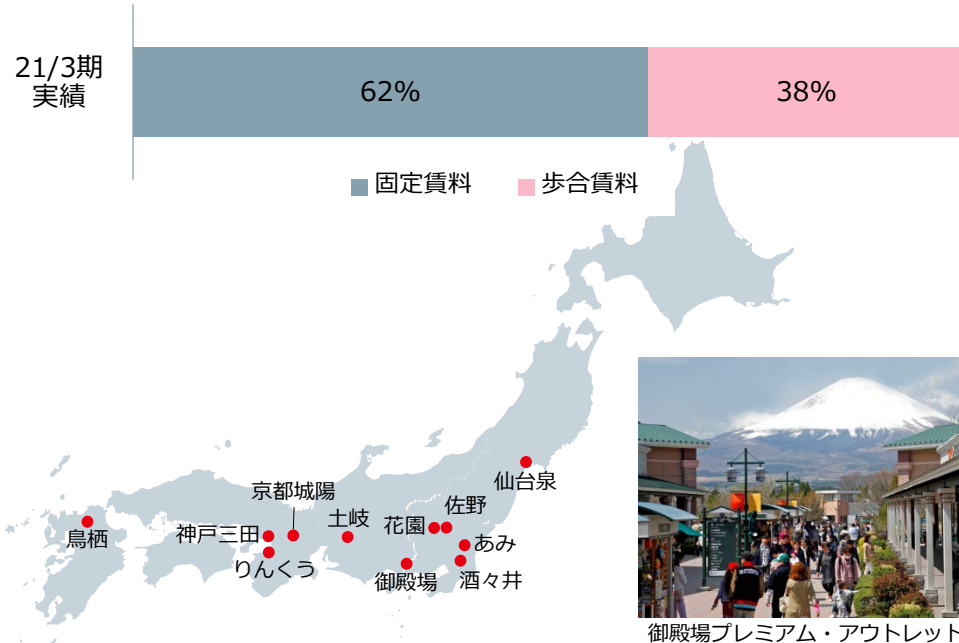 21/3期
実績
62%
38%
固定賃料
歩合賃料
仙台泉
京都城陽
佐野
土岐
花園
神戸三田
鳥栖
あみ
りんくう
御殿場
酒々井
御殿場プレミアム・アウトレット